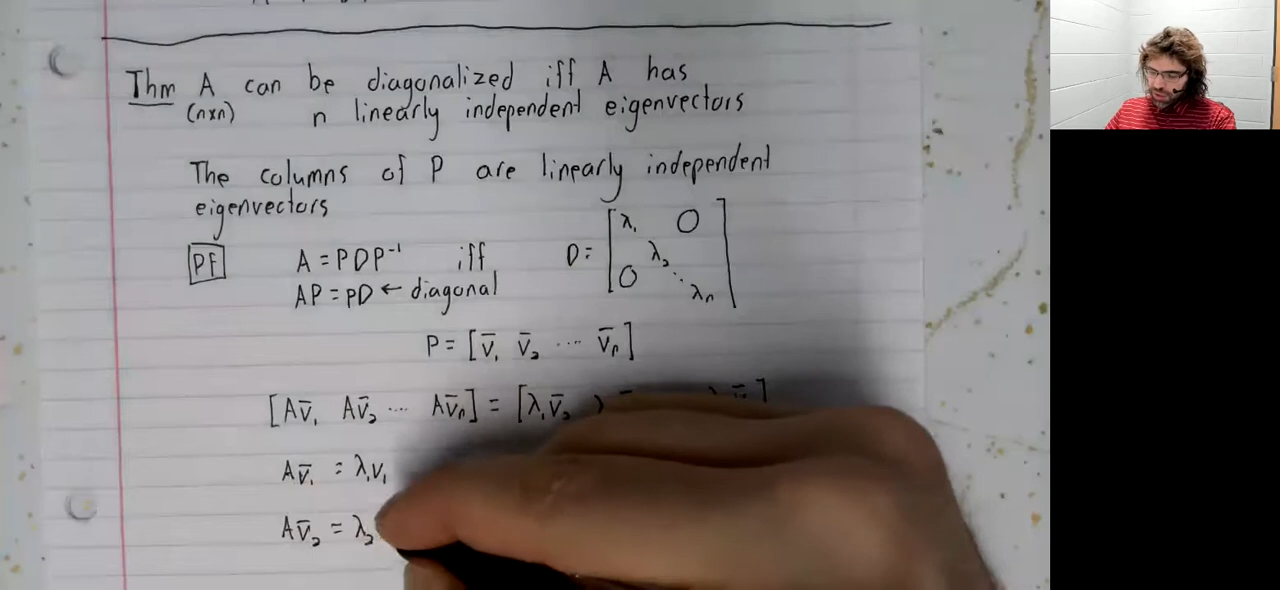 Thm A can be diagonalized iff A has
(n×n) n linearly independent eigenvectors
The columns of P are linearly independent
eigenvectors
D = [λ₁ 0
λ₂
0 ⋱
λₙ]
Pf A = PDP⁻¹ iff
AP = PD ← diagonal
P = [v̄₁ v̄₂ ⋯ v̄ₙ]
[Av̄₁ Av̄₂ ⋯ Av̄ₙ] = [λ₁v̄₂
Av̄₁ = λ₁v₁
Av̄₂ = λ₂